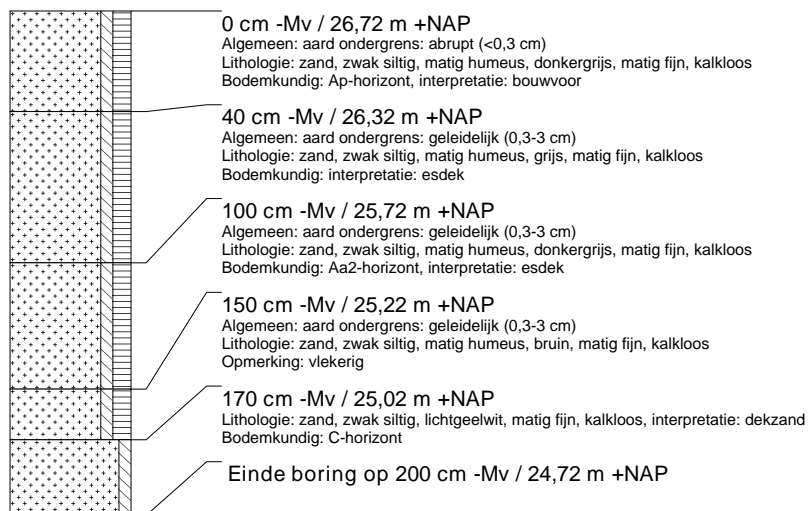 0 cm -Mv / 26,72 m +NAP
Algemeen: aard ondergrens: abrupt (<0,3 cm)
Lithologie: zand, zwak siltig, matig humeus, donkergrijs, matig fijn, kalkloos
Bodemkundig: Ap-horizont, interpretatie: bouwvoor
40 cm -Mv / 26,32 m +NAP
Algemeen: aard ondergrens: geleidelijk (0,3-3 cm)
Lithologie: zand, zwak siltig, matig humeus, grijs, matig fijn, kalkloos
Bodemkundig: interpretatie: esdek
100 cm -Mv / 25,72 m +NAP
Algemeen: aard ondergrens: geleidelijk (0,3-3 cm)
Lithologie: zand, zwak siltig, matig humeus, donkergrijs, matig fijn, kalkloos
Bodemkundig: Aa2-horizont, interpretatie: esdek
150 cm -Mv / 25,22 m +NAP
Algemeen: aard ondergrens: geleidelijk (0,3-3 cm)
Lithologie: zand, zwak siltig, matig humeus, bruin, matig fijn, kalkloos
Opmerking: vlekerig
170 cm -Mv / 25,02 m +NAP
Lithologie: zand, zwak siltig, lichtgeelwit, matig fijn, kalkloos, interpretatie: dekzand
Bodemkundig: C-horizont
Einde boring op 200 cm -Mv / 24,72 m +NAP